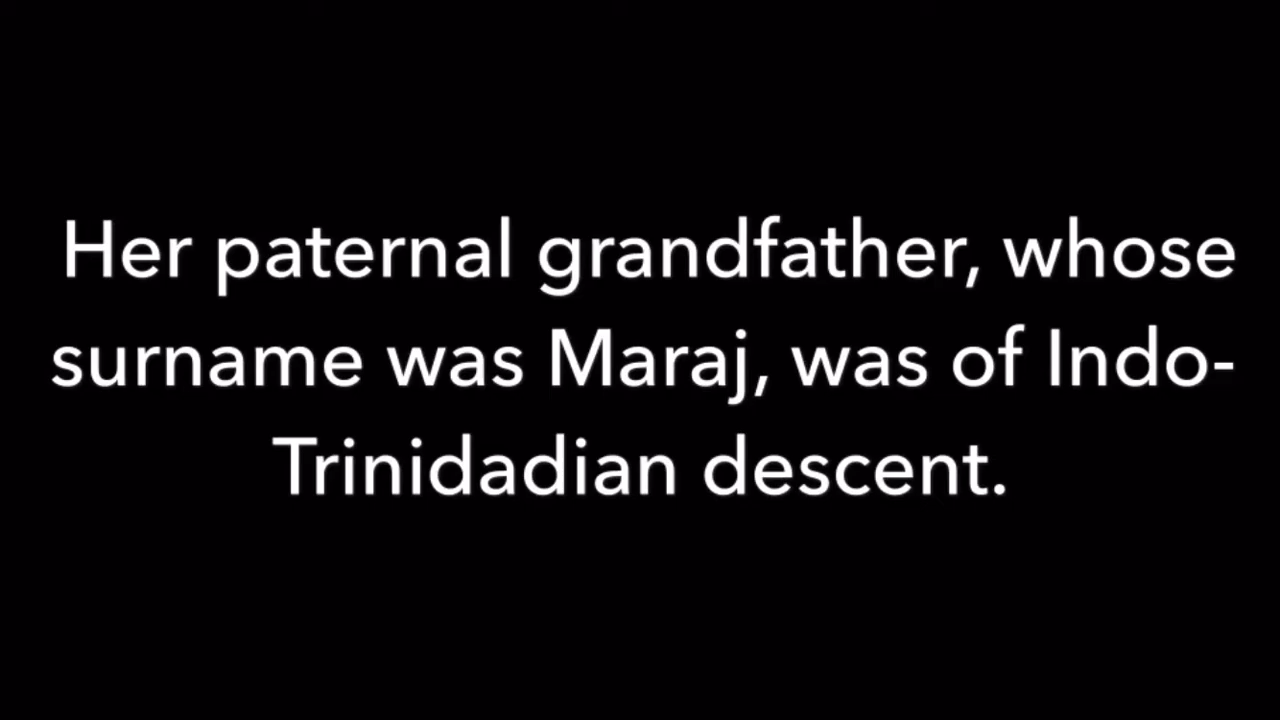 Her paternal grandfather, whose
surname was Maraj, was of Indo-
Trinidadian descent.